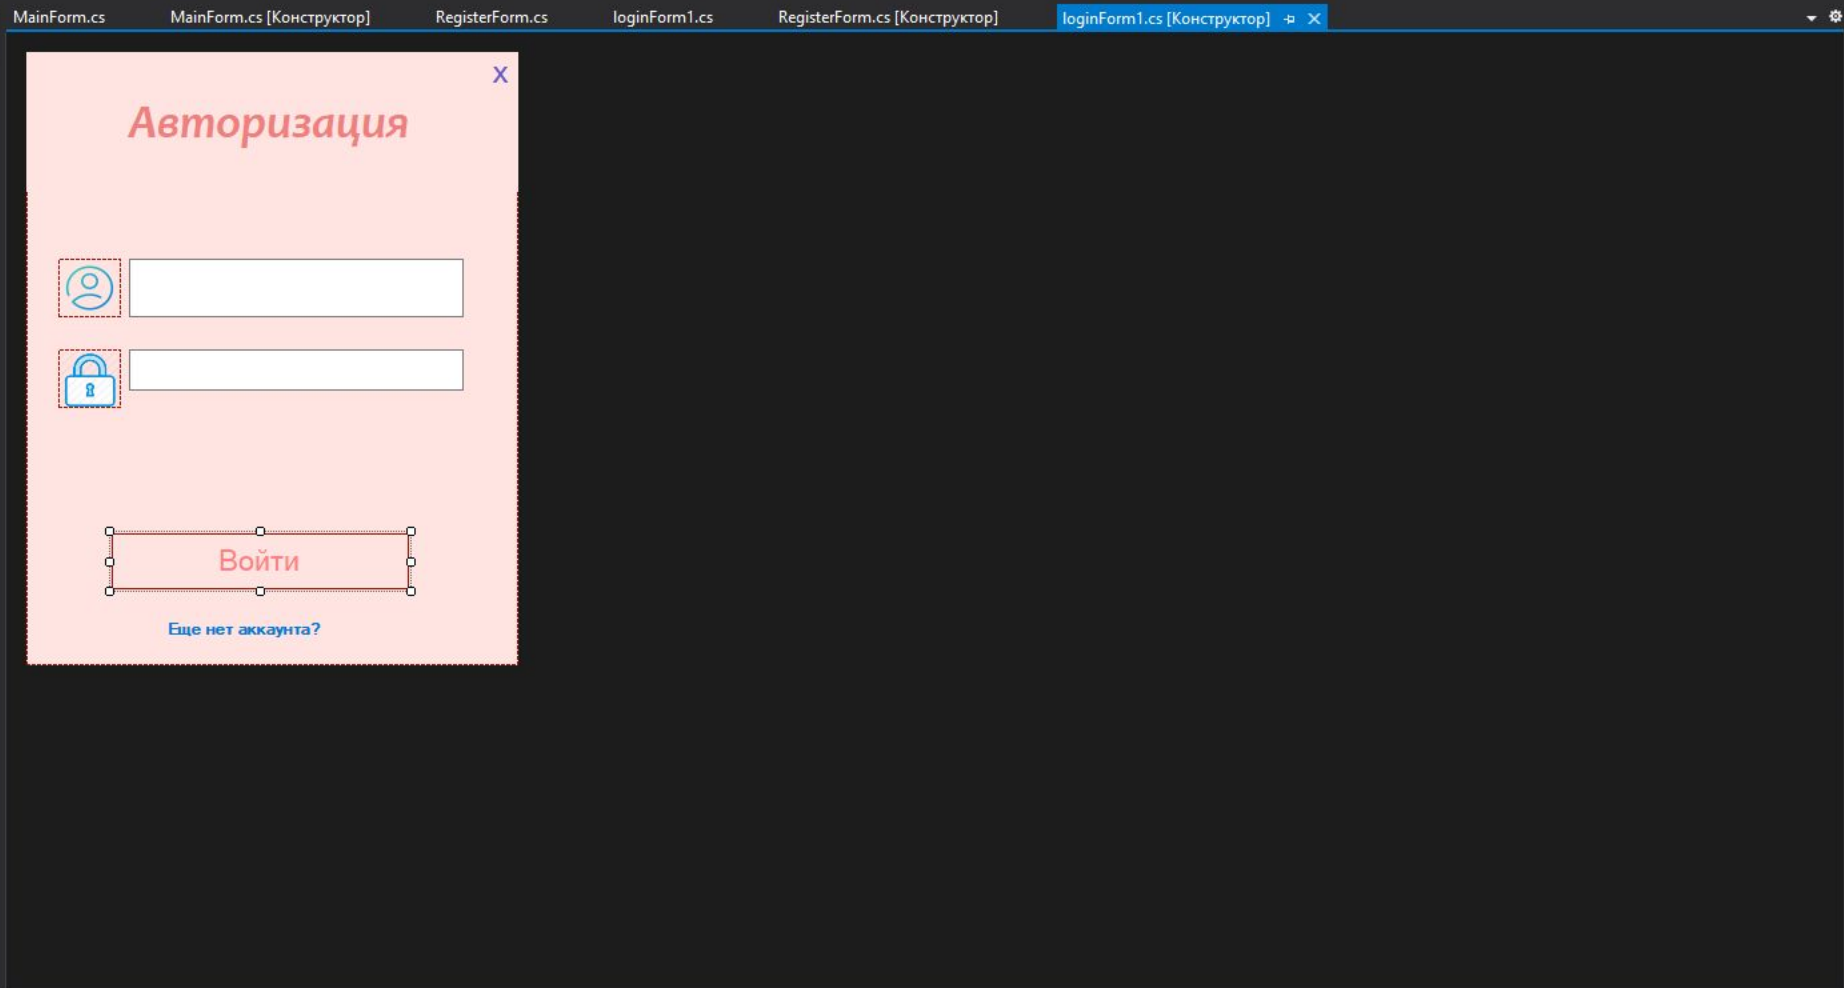 MainForm.cs MainForm.cs [Конструктор] RegisterForm.cs loginForm1.cs RegisterForm.cs [Конструктор] loginForm1.cs [Конструктор]
X
Авторизация
Войти
Еще нет аккаунта?